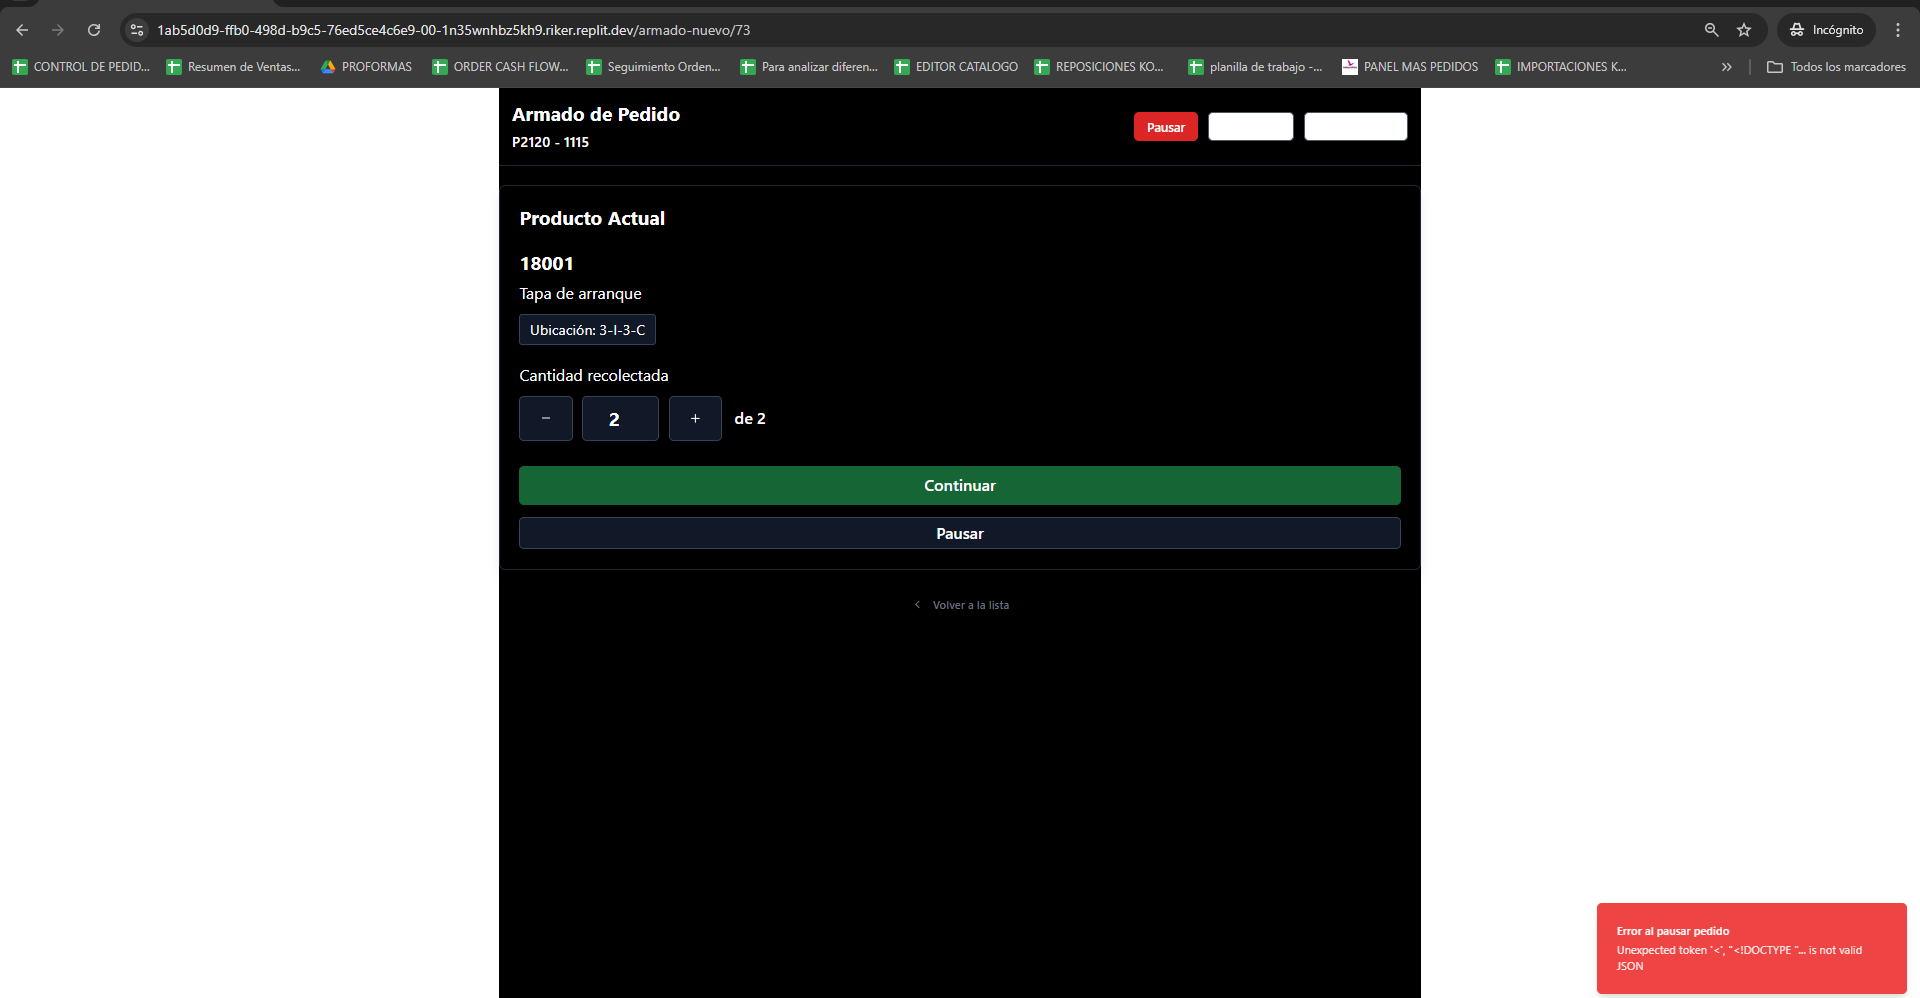 1ab5d0d9-ffb0-498d-b9c5-76ed5ce4c6e9-00-1n35wnhbz5kh9.riker.replit.dev/armado-nuevo/73
Incógnito
CONTROL DE PEDID...
Resumen de Ventas...
PROFORMAS
ORDER CASH FLOW...
Seguimiento Orden...
Para analizar diferen...
EDITOR CATALOGO
REPOSICIONES KO...
planilla de trabajo -...
PANEL MAS PEDIDOS
IMPORTACIONES K...
Todos los marcadores
Armado de Pedido
P2120 - 1115
Pausar
Producto Actual
18001
Tapa de arranque
Ubicación: 3-I-3-C
Cantidad recolectada
− 2 + de 2
Continuar
Pausar
Volver a la lista
Error al pausar pedido
Unexpected token '<', "<!DOCTYPE "... is not valid
JSON